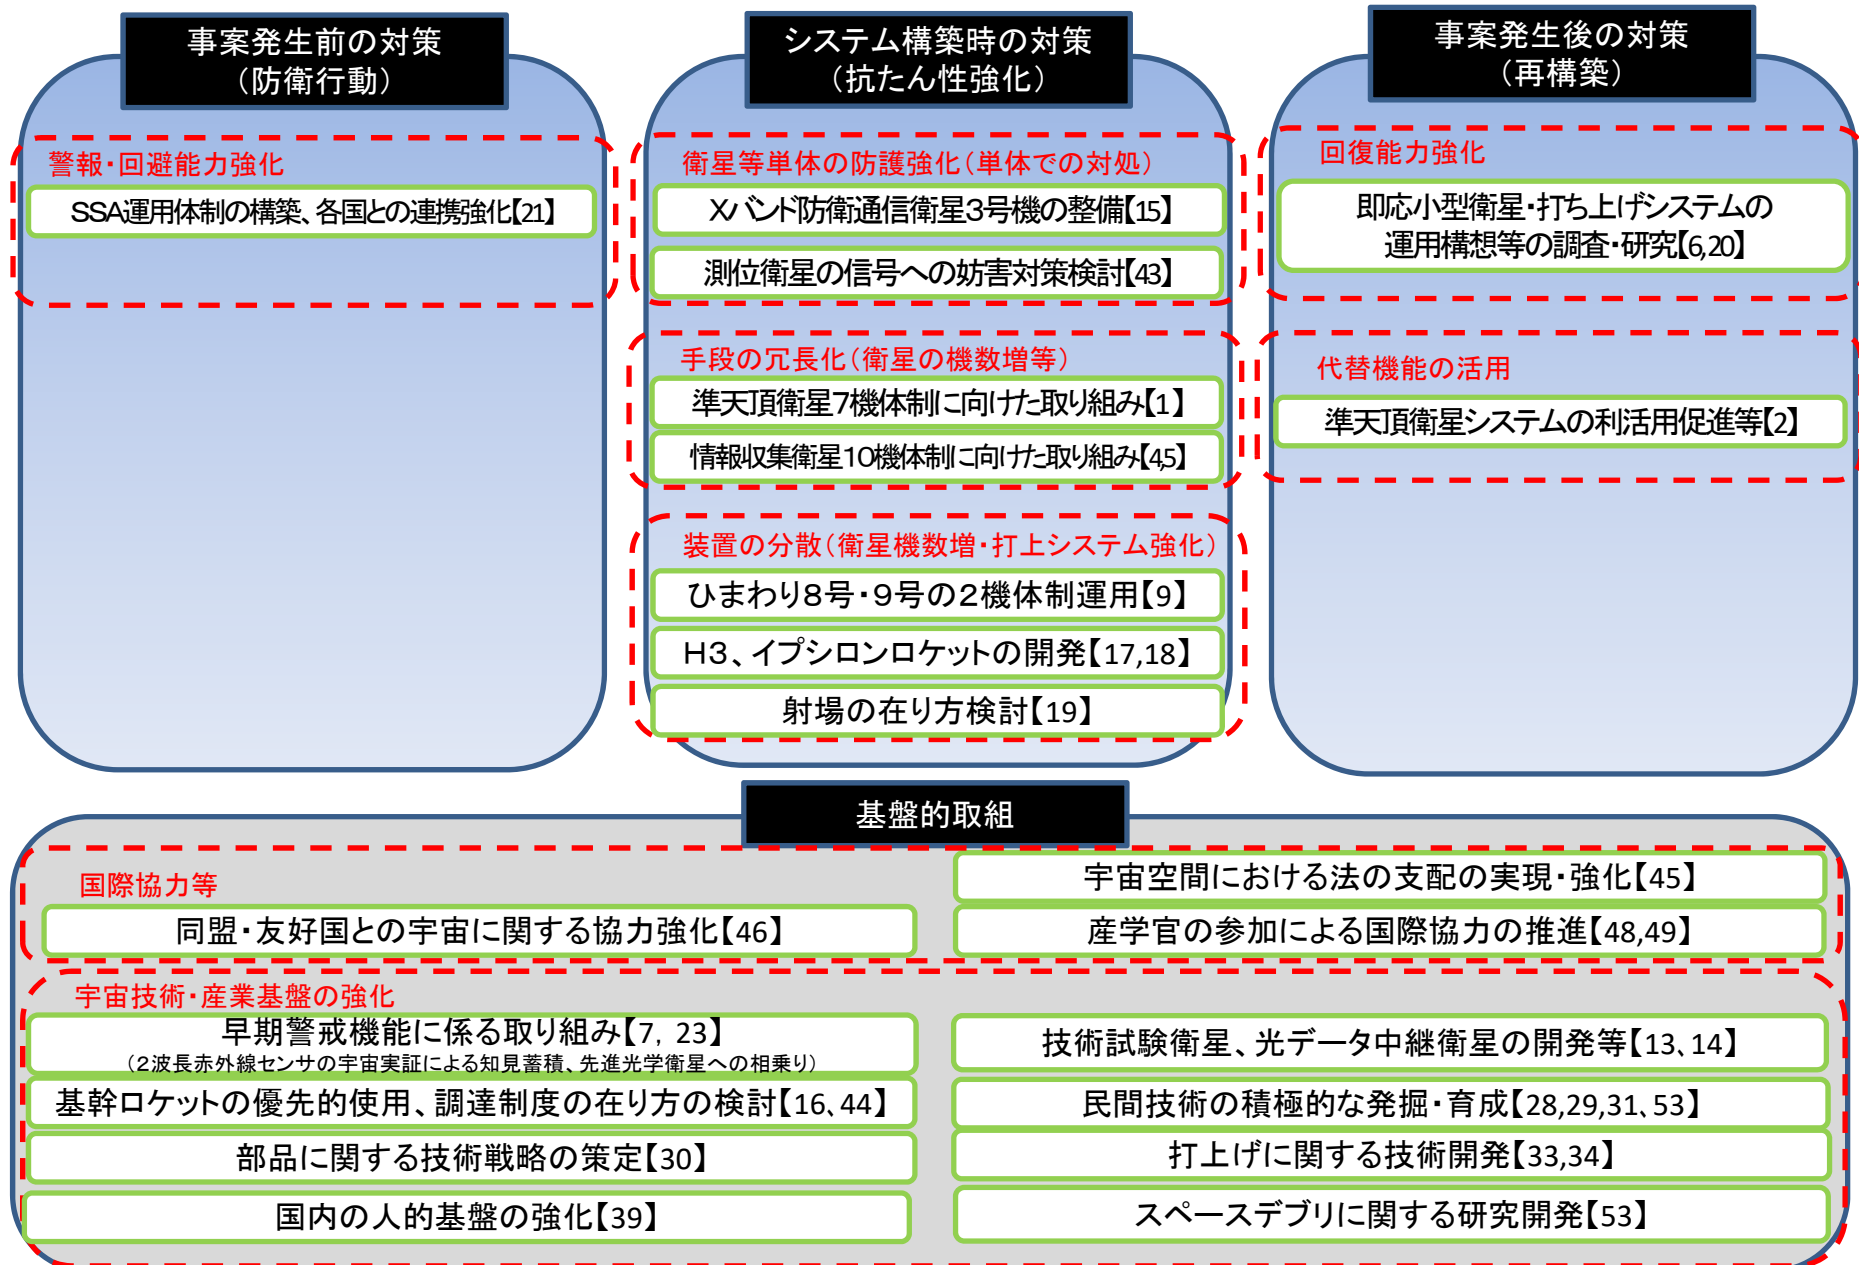 事案発生前の対策
（防衛行動）
警報・回避能力強化
SSA運用体制の構築、各国との連携強化【21】
システム構築時の対策
（抗たん性強化）
衛星等単体の防護強化（単体での対処）
Xバンド防衛通信衛星3号機の整備【15】
測位衛星の信号への妨害対策検討【43】
手段の冗長化（衛星の機数増等）
準天頂衛星7機体制に向けた取り組み【1】
情報収集衛星10機体制に向けた取り組み【4,5】
装置の分散（衛星機数増・打上システム強化）
ひまわり8号・9号の2機体制運用【9】
H3、イプシロンロケットの開発【17,18】
射場の在り方検討【19】
事案発生後の対策
（再構築）
回復能力強化
即応小型衛星・打ち上げシステムの
運用構想等の調査・研究【6,20】
代替機能の活用
準天頂衛星システムの利活用促進等【2】
基盤的取組
国際協力等
同盟・友好国との宇宙に関する協力強化【46】
宇宙空間における法の支配の実現・強化【45】
産学官の参加による国際協力の推進【48,49】
宇宙技術・産業基盤の強化
早期警戒機能に係る取り組み【7，23】
（2波長赤外線センサの宇宙実証による知見蓄積、先進光学衛星への相乗り）
基幹ロケットの優先的使用、調達制度の在り方の検討【16、44】
部品に関する技術戦略の策定【30】
国内の人的基盤の強化【39】
技術試験衛星、光データ中継衛星の開発等【13、14】
民間技術の積極的な発掘・育成【28,29,31、53】
打上げに関する技術開発【33,34】
スペースデブリに関する研究開発【53】